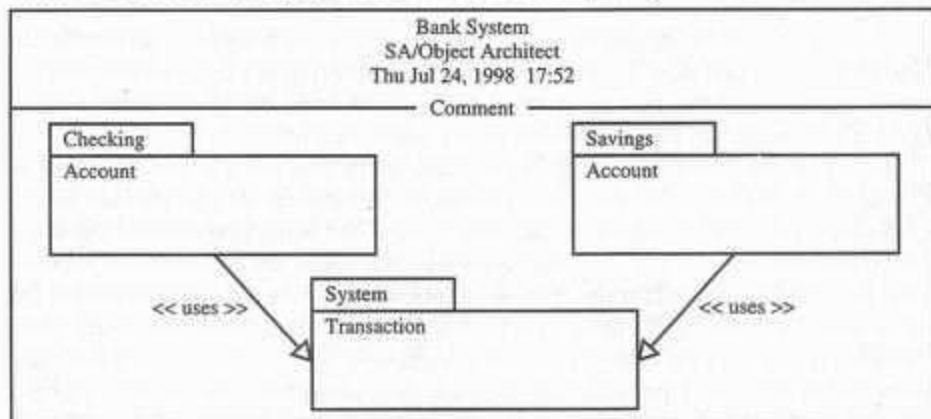 Bank System
SA/Object Architect
Thu Jul 24, 1998 17:52
Comment
Checking
Savings
Account
Account
System
<< uses >>
<< uses >>
Transaction